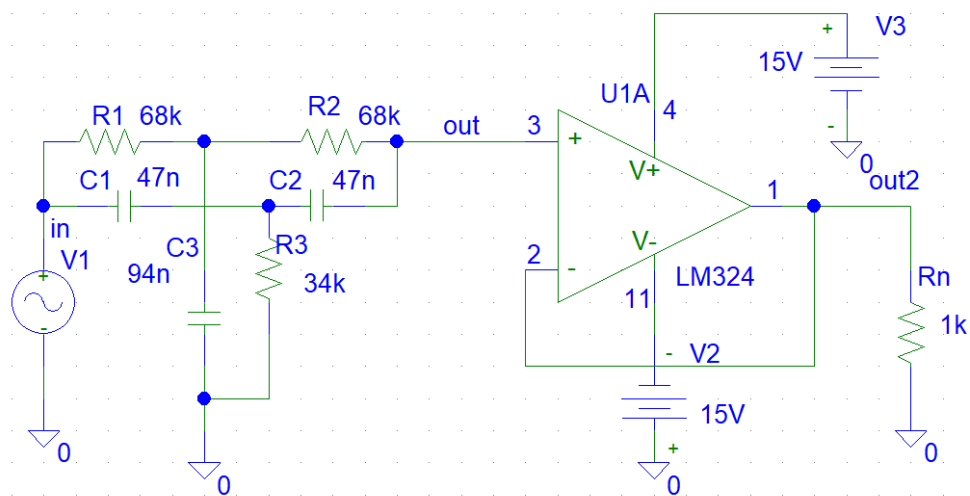 + V3
15V
U1A
4
-
0
R1 68k
R2 68k
out
3
+
V+
C1 47n
C2 47n
1
out2
in
V1
+
-
C3
94n
R3
34k
V-
2
-
LM324
11
Rn
1k
- V2
15V
+
0
0
0
0